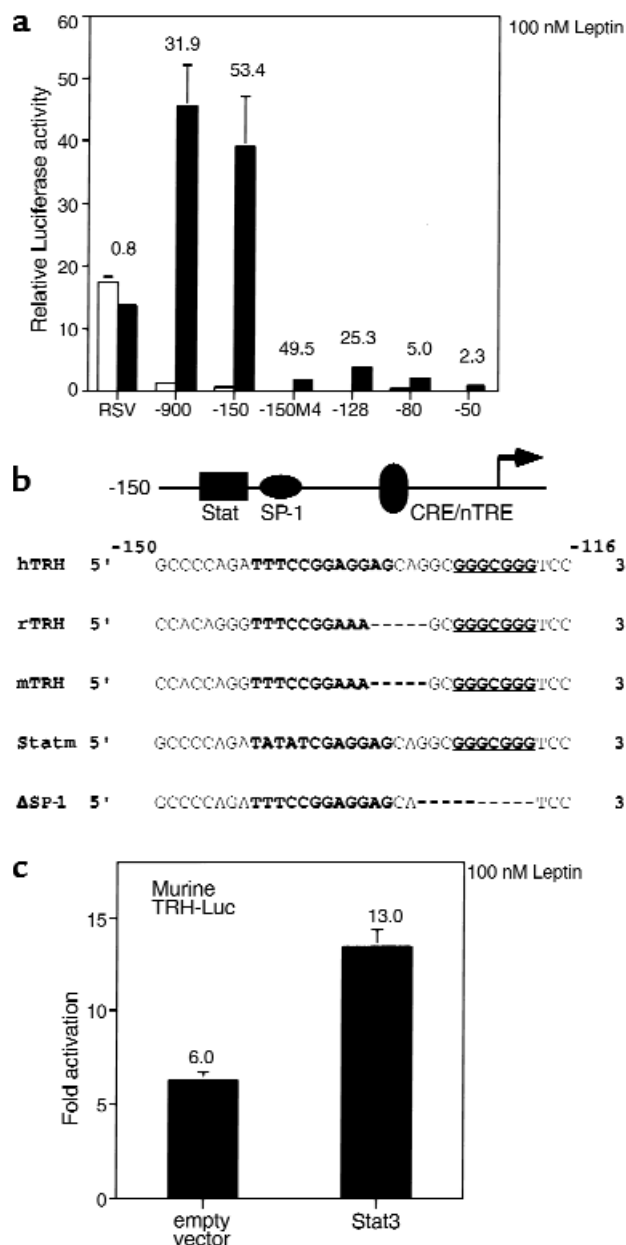 a
100 nM Leptin
Relative Luciferase activity
60
50
40
30
20
10
0
0.8
31.9
53.4
49.5
25.3
5.0
2.3
RSV
-900
-150
-150M4
-128
-80
-50
b
-150
Stat
SP-1
CRE/nTRE
-150
-116
hTRH 5' GCCCCAGATTTCCGGAGGAGCAGGCGGGCGGGTCC 3
rTRH 5' CCACAGGGTTTCCGGAAA-----GCGGGCGGGTCC 3
mTRH 5' CCACCAGGTTTCCGGAAA-----GCGGGCGGGTCC 3
Statm 5' GCCCCAGATATATCGAGGAGCAGGCGGGCGGGTCC 3
ΔSP-1 5' GCCCCAGATTTCCGGAGGAGCA----------TCC 3
c
100 nM Leptin
Murine
TRH-Luc
Fold activation
15
10
5
0
6.0
13.0
empty
vector
Stat3